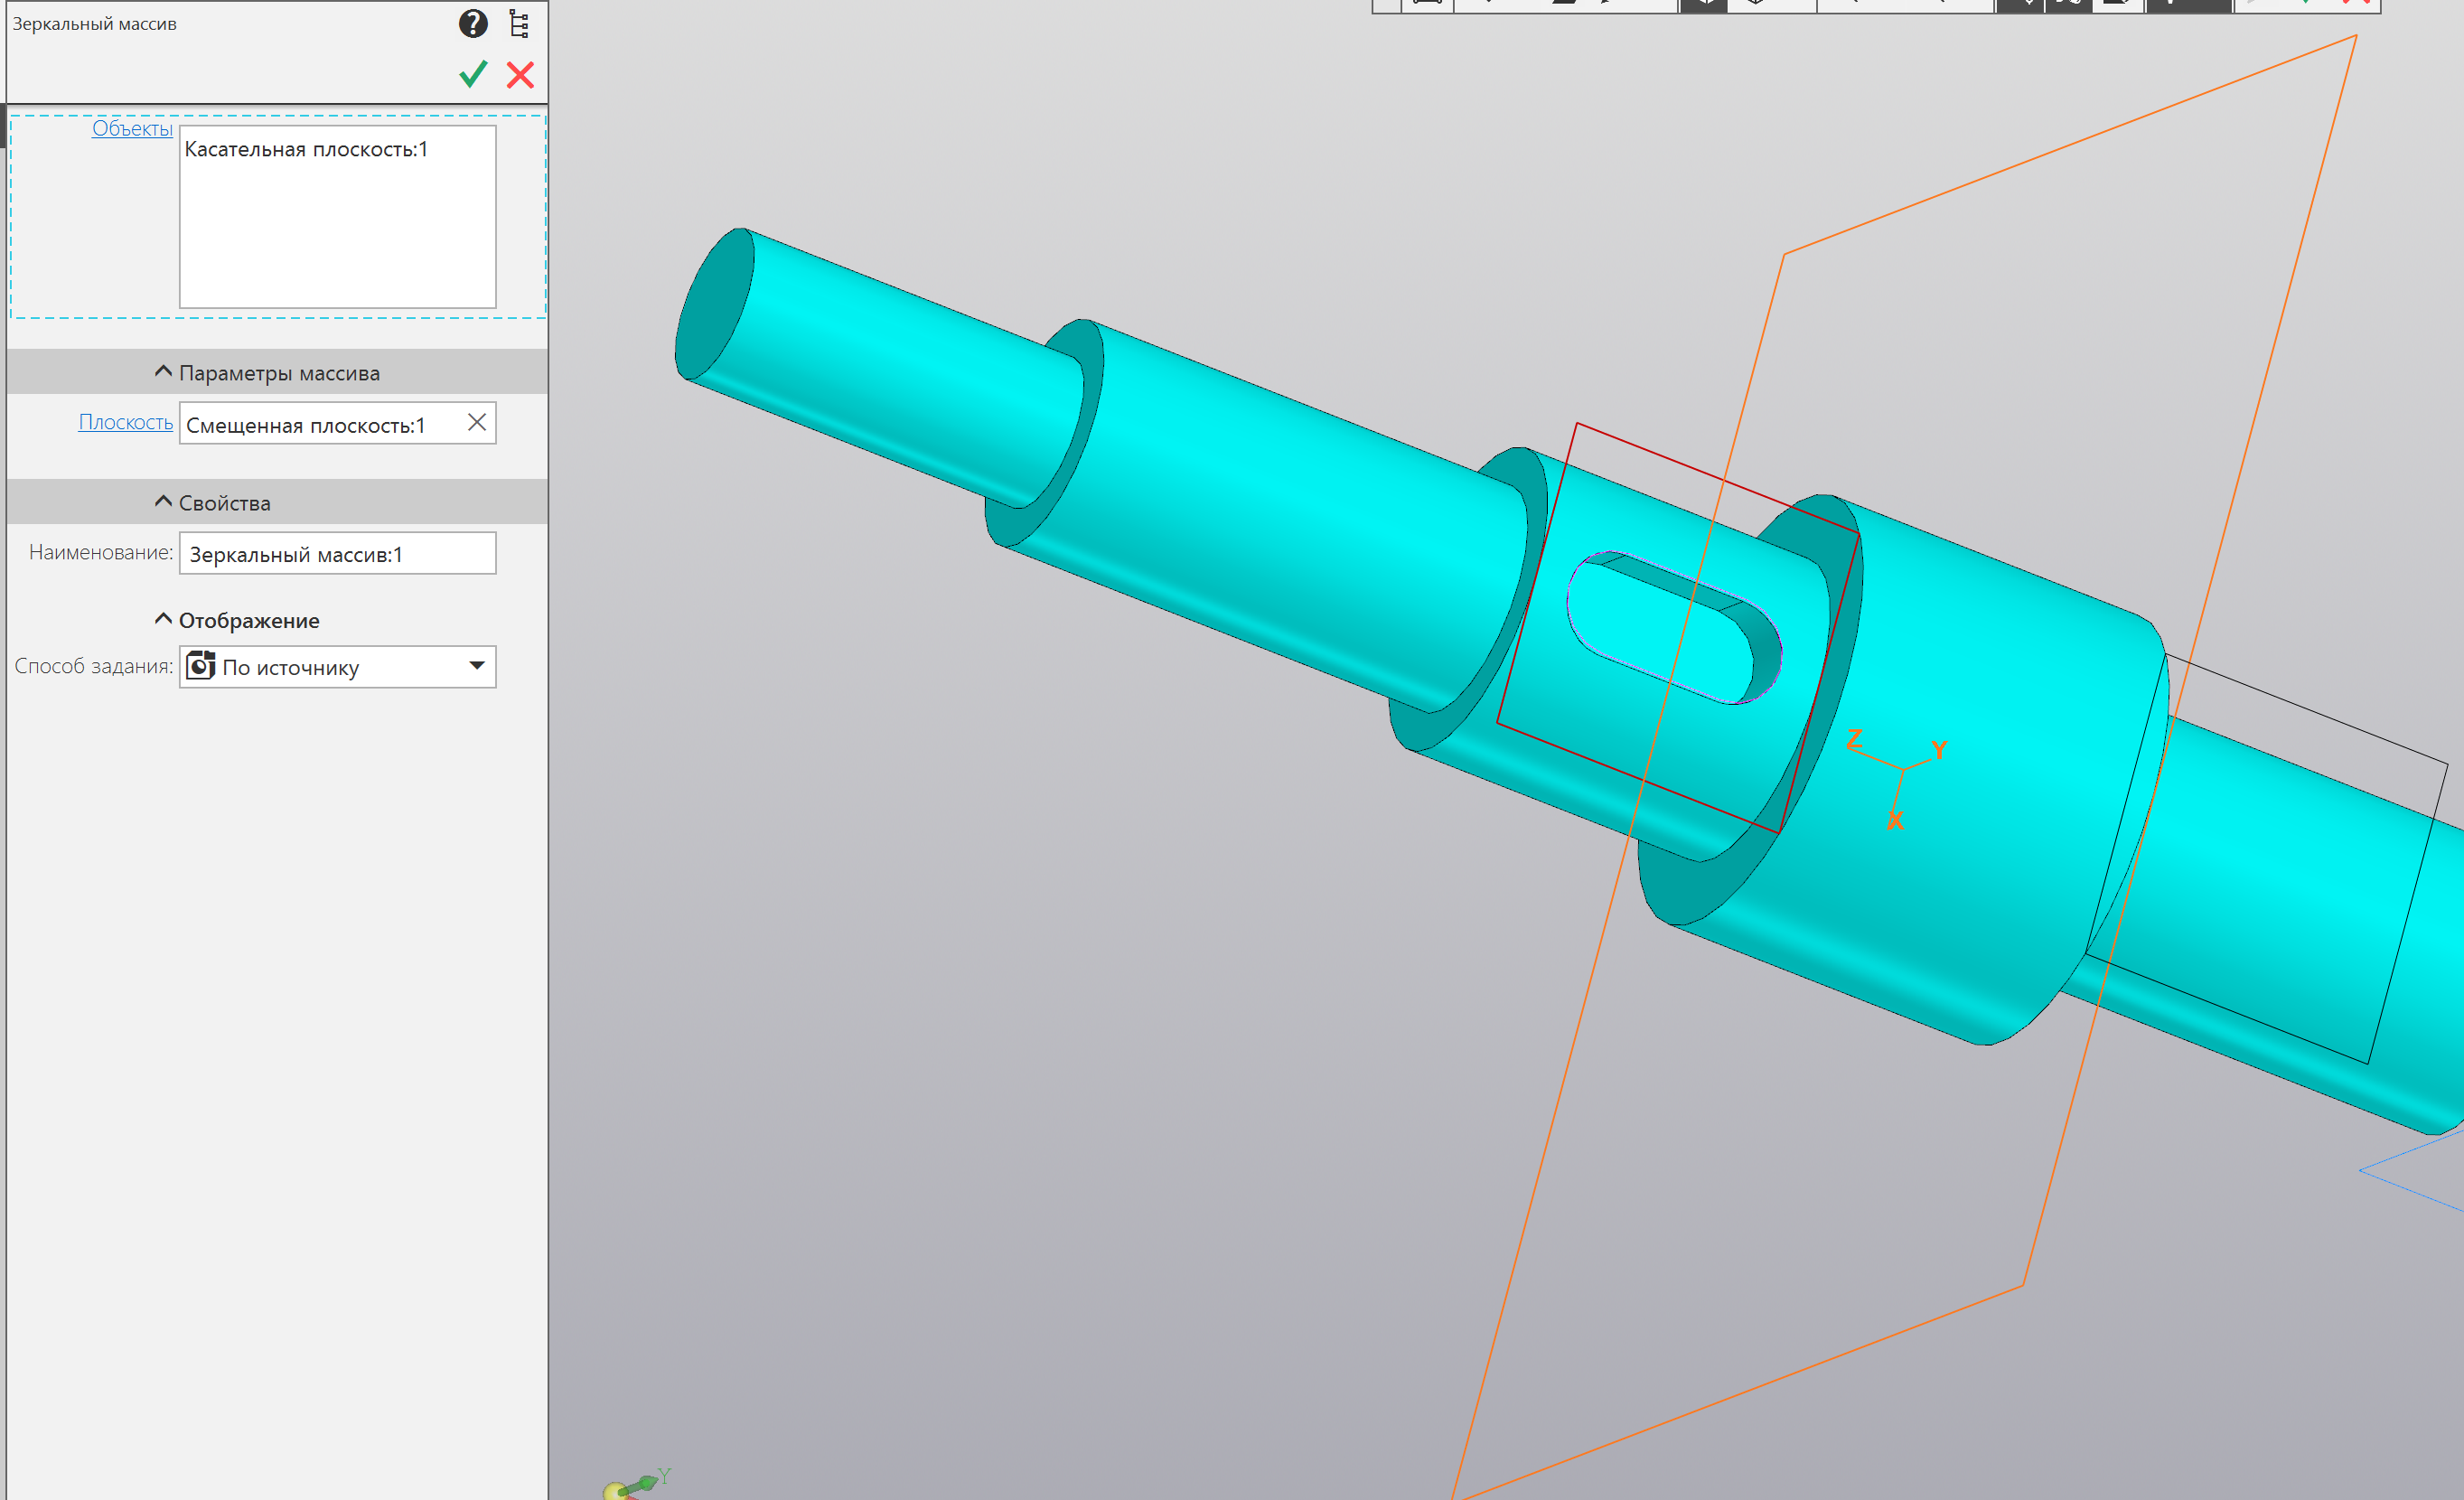 Зеркальный массив
Объекты
Касательная плоскость:1
Параметры массива
Плоскость
Смещенная плоскость:1
Свойства
Наименование:
Зеркальный массив:1
Отображение
Способ задания:
По источнику
Z
Y
X
Y